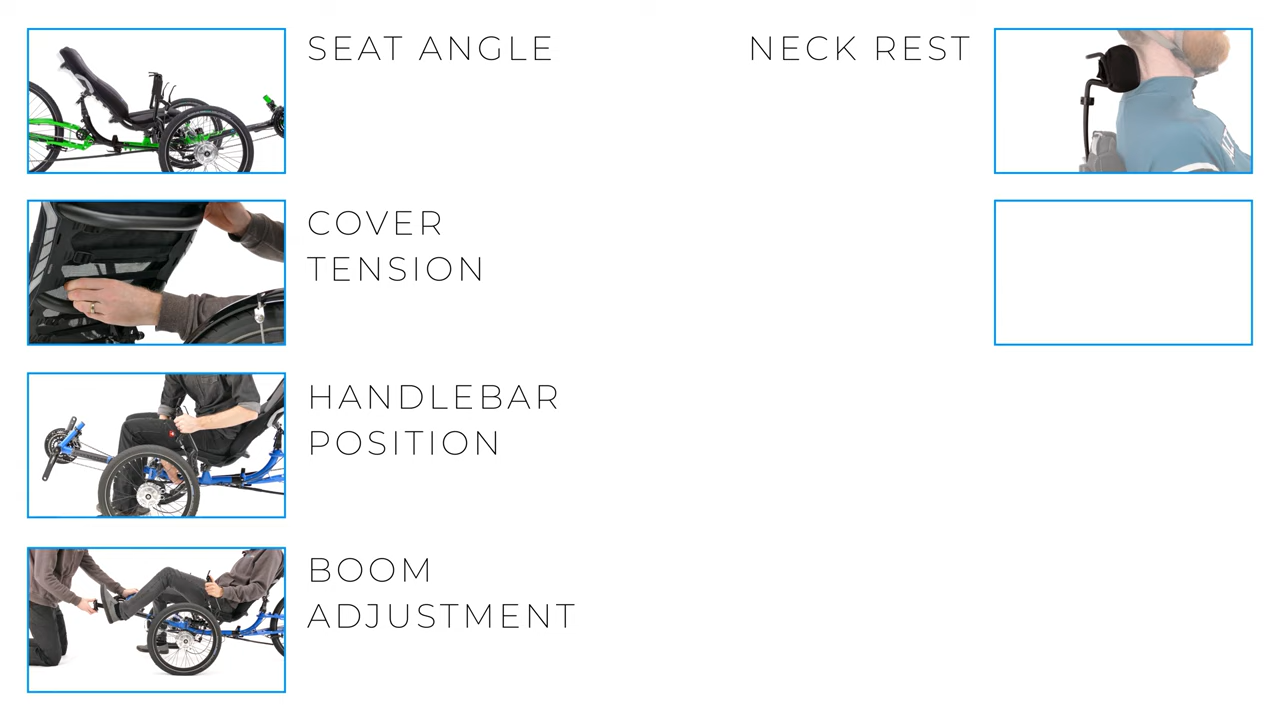 SEAT ANGLE
COVER
TENSION
HANDLEBAR
POSITION
BOOM
ADJUSTMENT
NECK REST